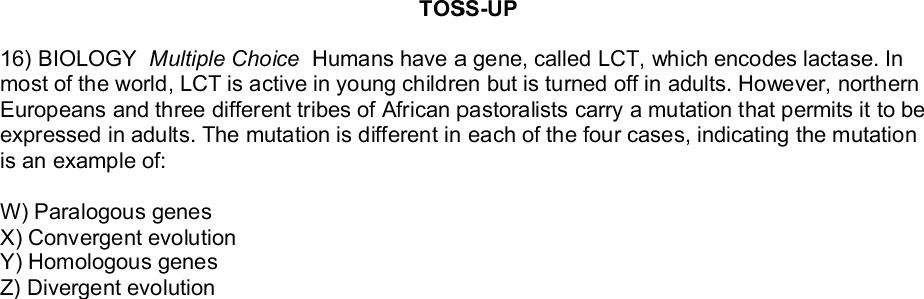 TOSS-UP
16) BIOLOGY Multiple Choice Humans have a gene, called LCT, which encodes lactase. In
most of the world, LCT is active in young children but is turned off in adults. However, northern
Europeans and three different tribes of African pastoralists carry a mutation that permits it to be
expressed in adults. The mutation is different in each of the four cases, indicating the mutation
is an example of:
W) Paralogous genes
X) Convergent evolution
Y) Homologous genes
Z) Divergent evolution